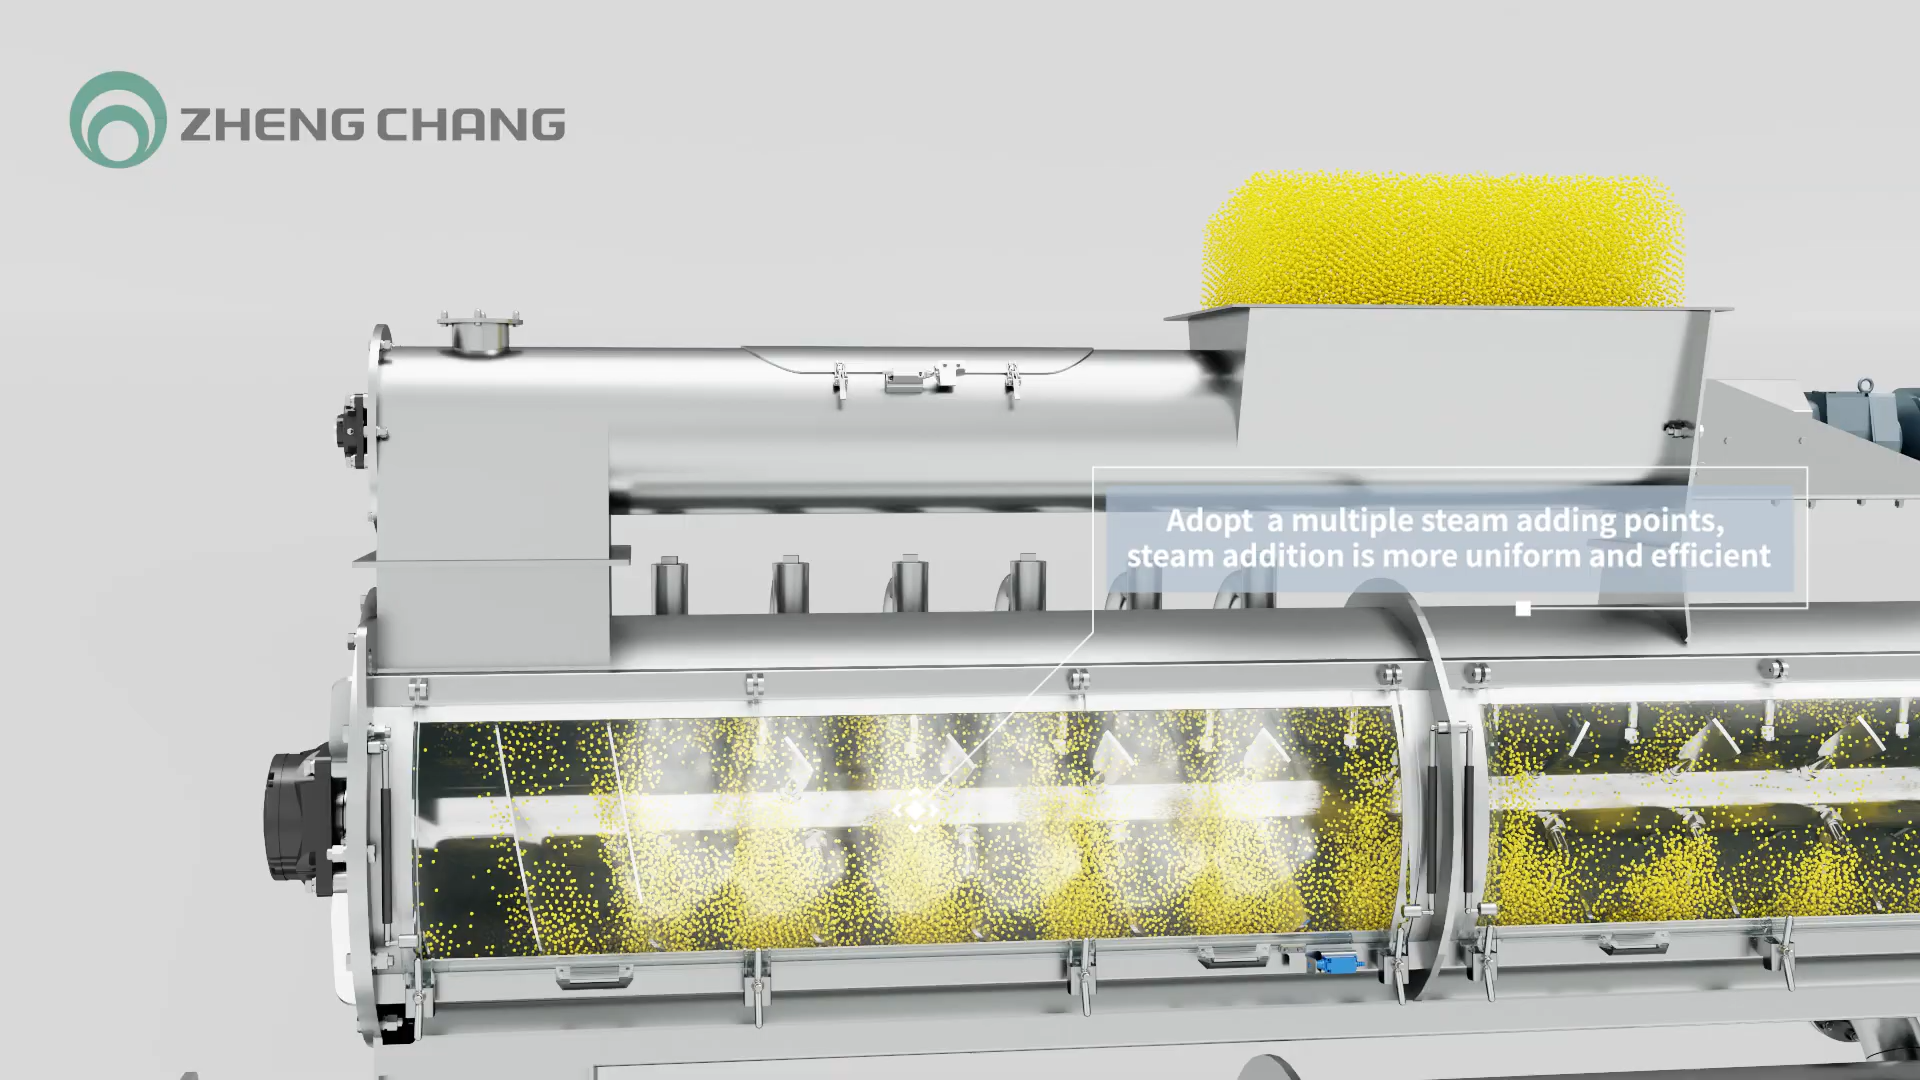 ZHENG CHANG
Adopt  a multiple steam adding points,
steam addition is more uniform and efficient